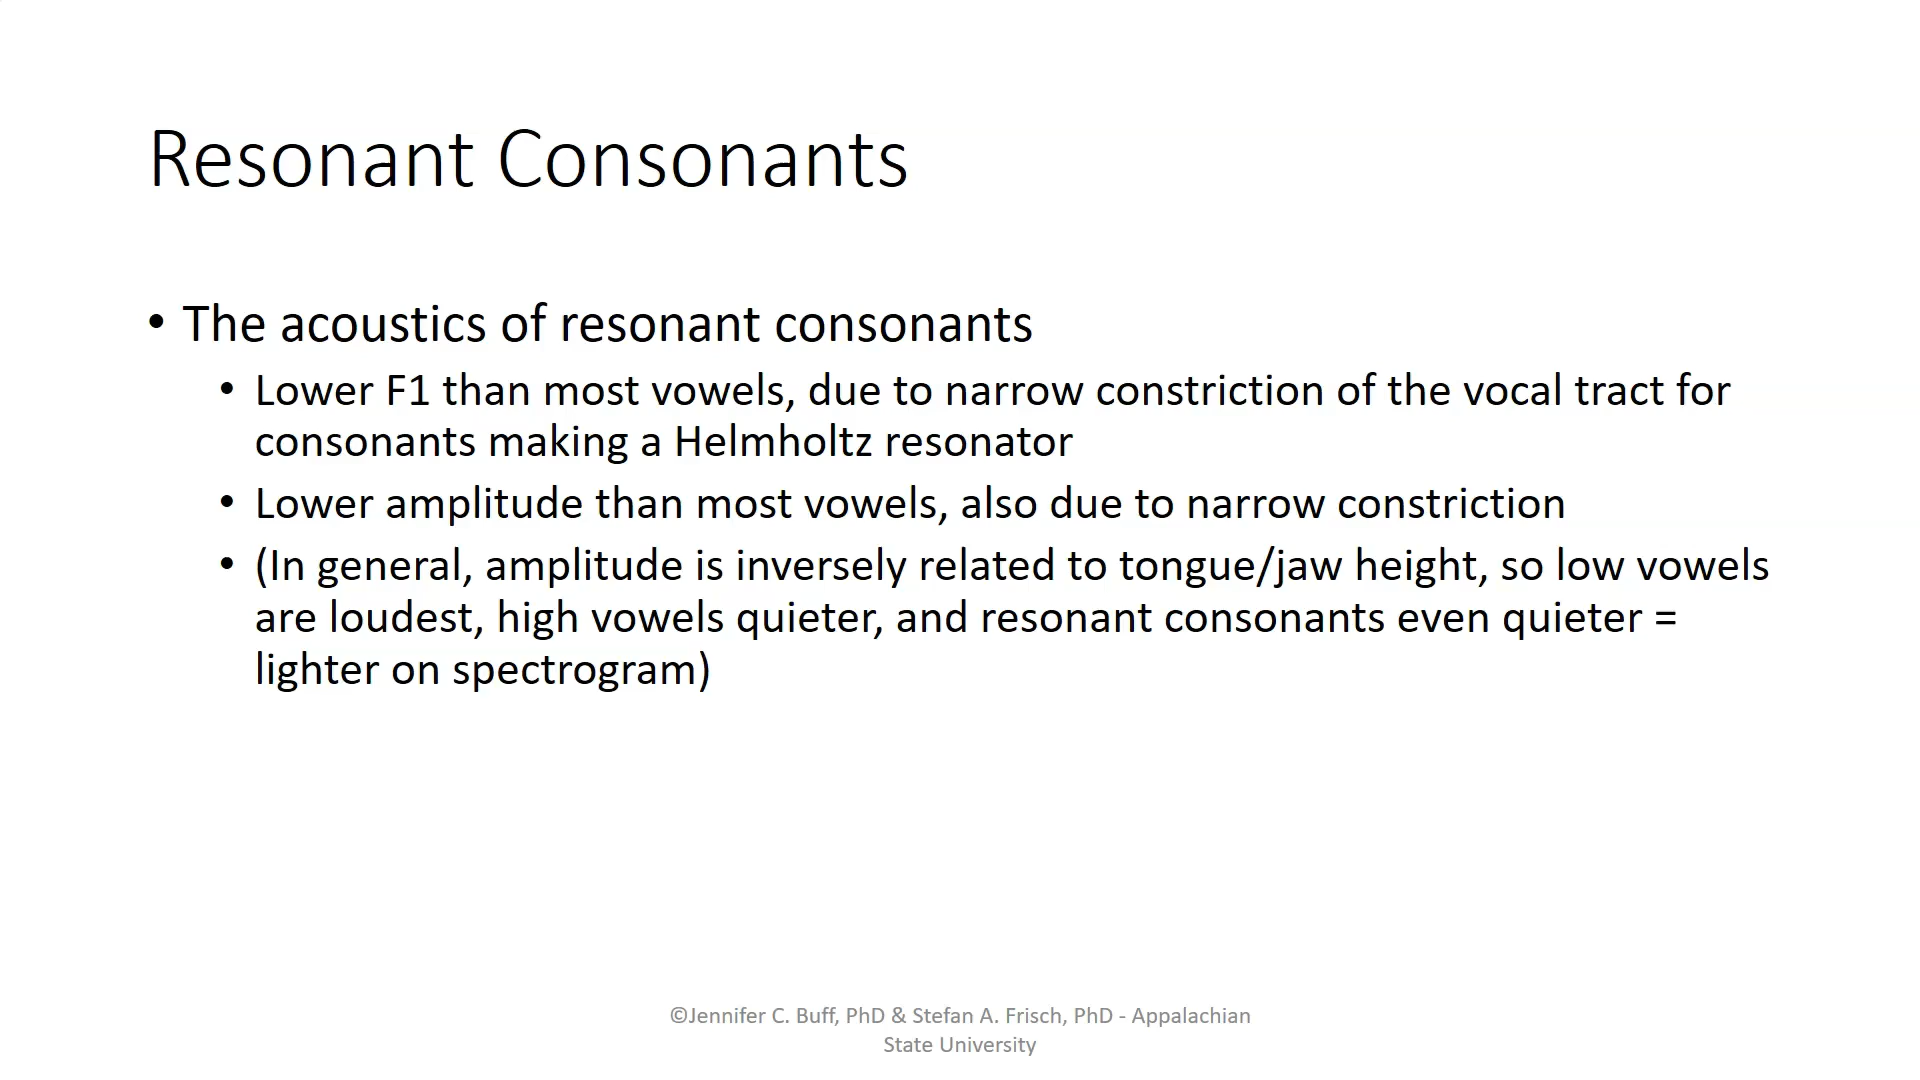 Resonant Consonants
• The acoustics of resonant consonants
• Lower F1 than most vowels, due to narrow constriction of the vocal tract for
consonants making a Helmholtz resonator
• Lower amplitude than most vowels, also due to narrow constriction
• (In general, amplitude is inversely related to tongue/jaw height, so low vowels
are loudest, high vowels quieter, and resonant consonants even quieter =
lighter on spectrogram)
©Jennifer C. Buff, PhD & Stefan A. Frisch, PhD - Appalachian
State University